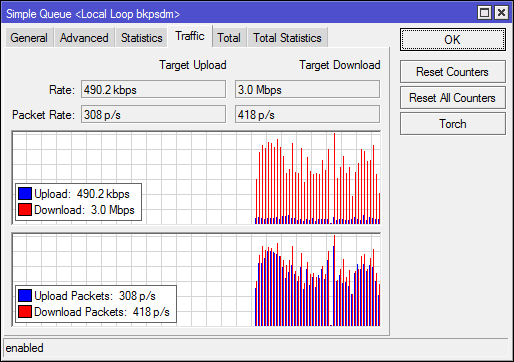 Simple Queue <Local Loop bkpsdm>
General Advanced Statistics Traffic Total Total Statistics
OK
Reset Counters
Reset All Counters
Torch
Target Upload Target Download
Rate: 490.2 kbps 3.0 Mbps
Packet Rate: 308 p/s 418 p/s
Upload: 490.2 kbps
Download: 3.0 Mbps
Upload Packets: 308 p/s
Download Packets: 418 p/s
enabled